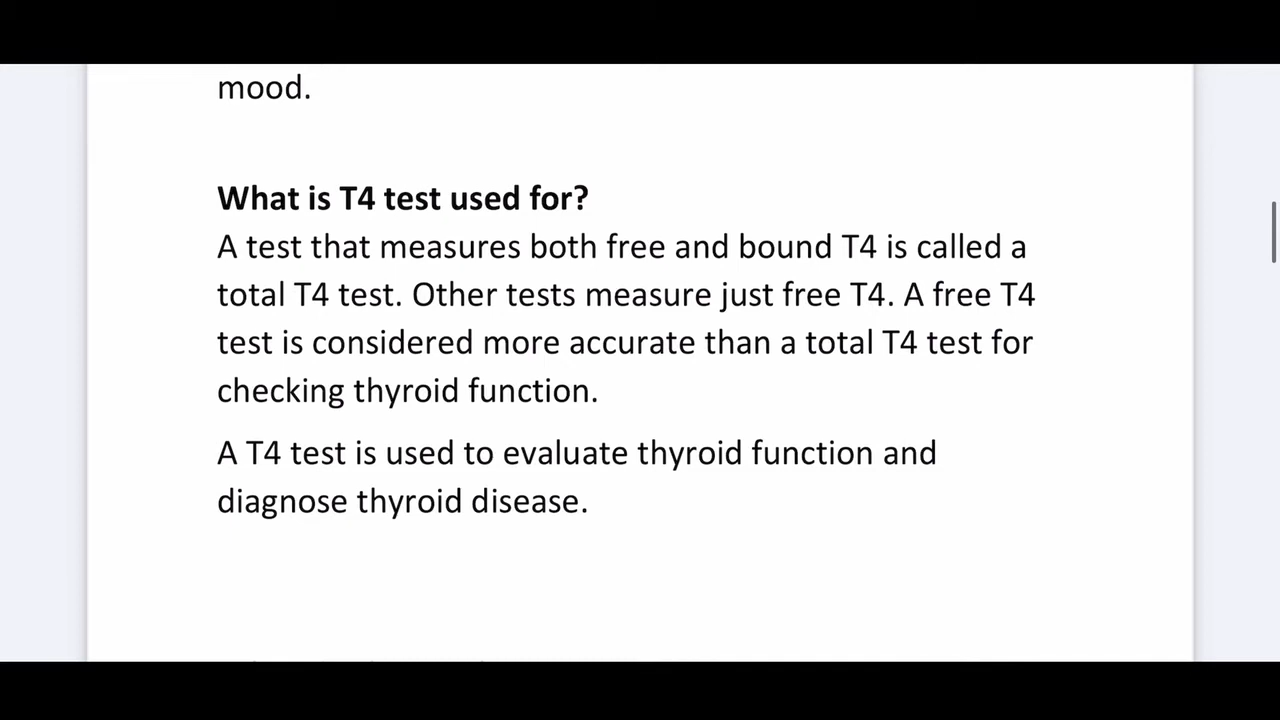 mood.
What is T4 test used for?
A test that measures both free and bound T4 is called a
total T4 test. Other tests measure just free T4. A free T4
test is considered more accurate than a total T4 test for
checking thyroid function.
A T4 test is used to evaluate thyroid function and
diagnose thyroid disease.